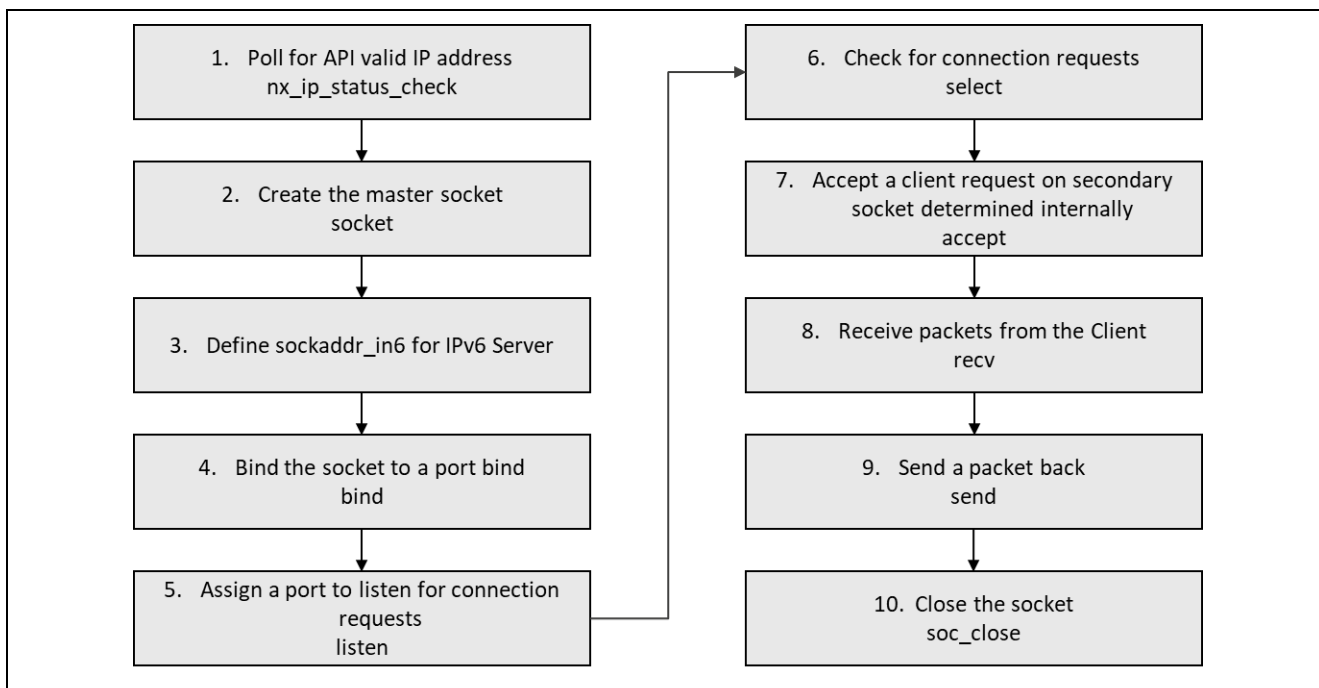 1. Poll for API valid IP address
nx_ip_status_check
2. Create the master socket
socket
3. Define sockaddr_in6 for IPv6 Server
4. Bind the socket to a port bind
bind
5. Assign a port to listen for connection
requests
listen
6. Check for connection requests
select
7. Accept a client request on secondary
socket determined internally
accept
8. Receive packets from the Client
recv
9. Send a packet back
send
10. Close the socket
soc_close